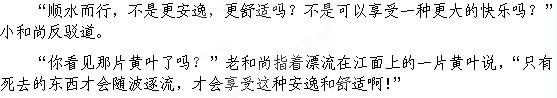 “顺水而行，不是更安逸，更舒适吗？不是可以享受一种更大的快乐吗？”
小和尚反驳道。
“你看见那片黄叶了吗？”老和尚指着漂流在江面上的一片黄叶说，“只有
死去的东西才会随波逐流，才会享受这种安逸和舒适啊!”